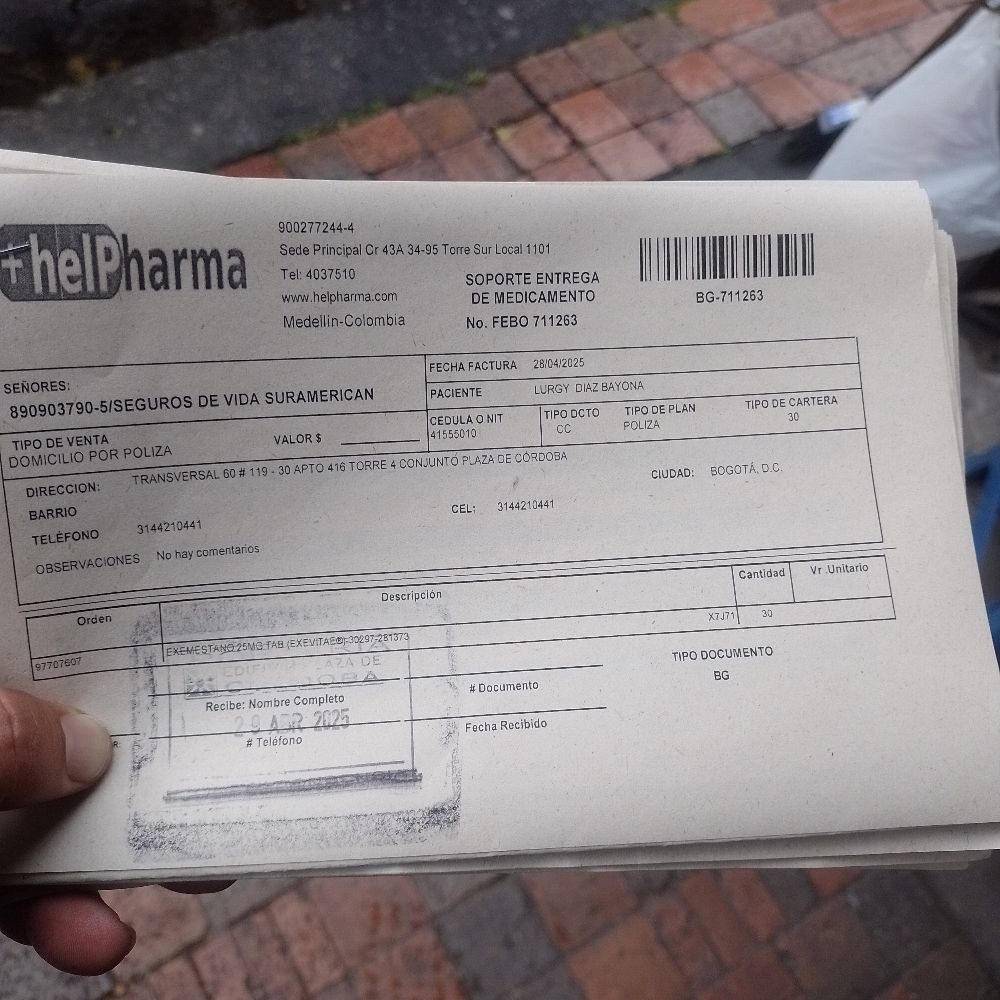 +helPharma
900277244-4
Sede Principal Cr 43A 34-95 Torre Sur Local 1101
Tel: 4037510
www.helpharma.com
Medellin-Colombia
SOPORTE ENTREGA
DE MEDICAMENTO
No. FEBO 711263
BG-711263
SEÑORES:
890903790-5/SEGUROS DE VIDA SURAMERICAN
FECHA FACTURA 28/04/2025
PACIENTE LURGY DIAZ BAYONA
TIPO DE VENTA
DOMICILIO POR POLIZA
VALOR $
CEDULA O NIT
41555010
TIPO DCTO
CC
TIPO DE PLAN
POLIZA
TIPO DE CARTERA
30
DIRECCION: TRANSVERSAL 60 # 119 - 30 APTO 416 TORRE 4 CONJUNTO PLAZA DE CÓRDOBA
BARRIO
CIUDAD: BOGOTÁ, D.C.
TELÉFONO 3144210441
CEL: 3144210441
OBSERVACIONES No hay comentarios
Orden Descripción Cantidad Vr .Unitario
97707607 EXEMESTANO 25MG TAB (EXEVITAE®)-30297-281373 X7J71 30
PLAZA DE
Recibe: Nombre Completo
# Documento
TIPO DOCUMENTO
BG
ABR 2025
# Teléfono
Fecha Recibido
R: